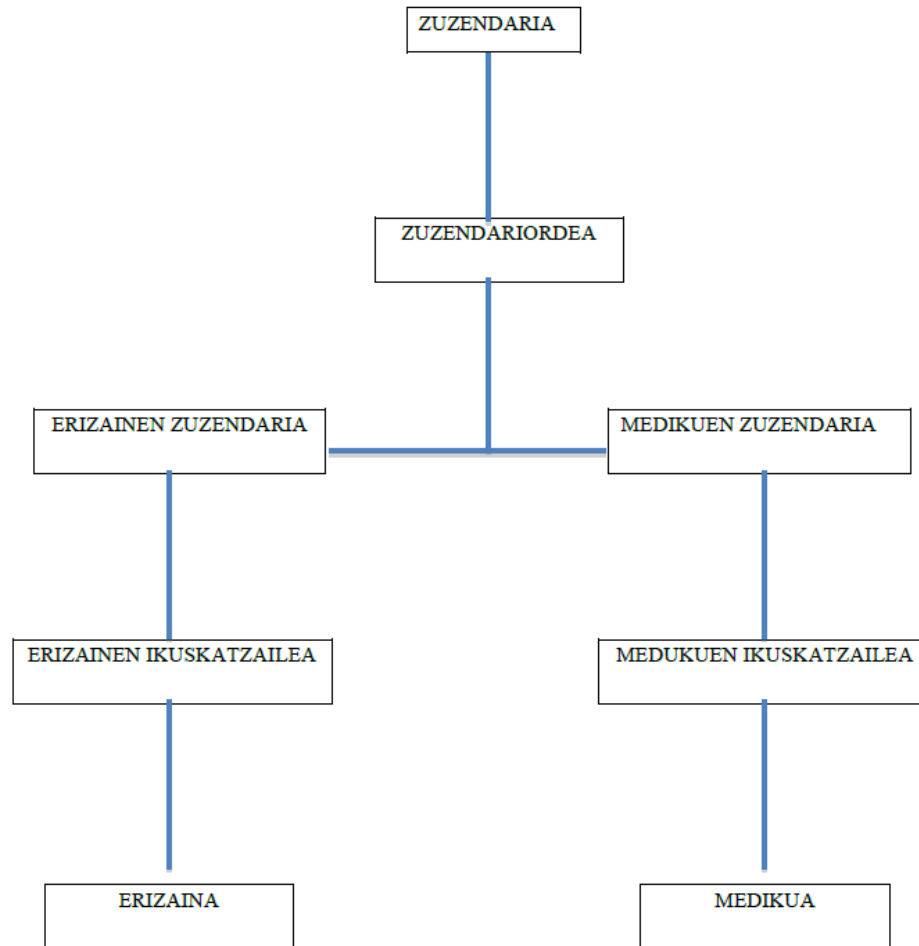 ZUZENDARIA
ZUZENDARIORDEA
ERIZAINEN ZUZENDARIA
MEDIKUEN ZUZENDARIA
ERIZAINEN IKUSKATZAILEA
MEDUKUEN IKUSKATZAILEA
ERIZAINA
MEDIKUA